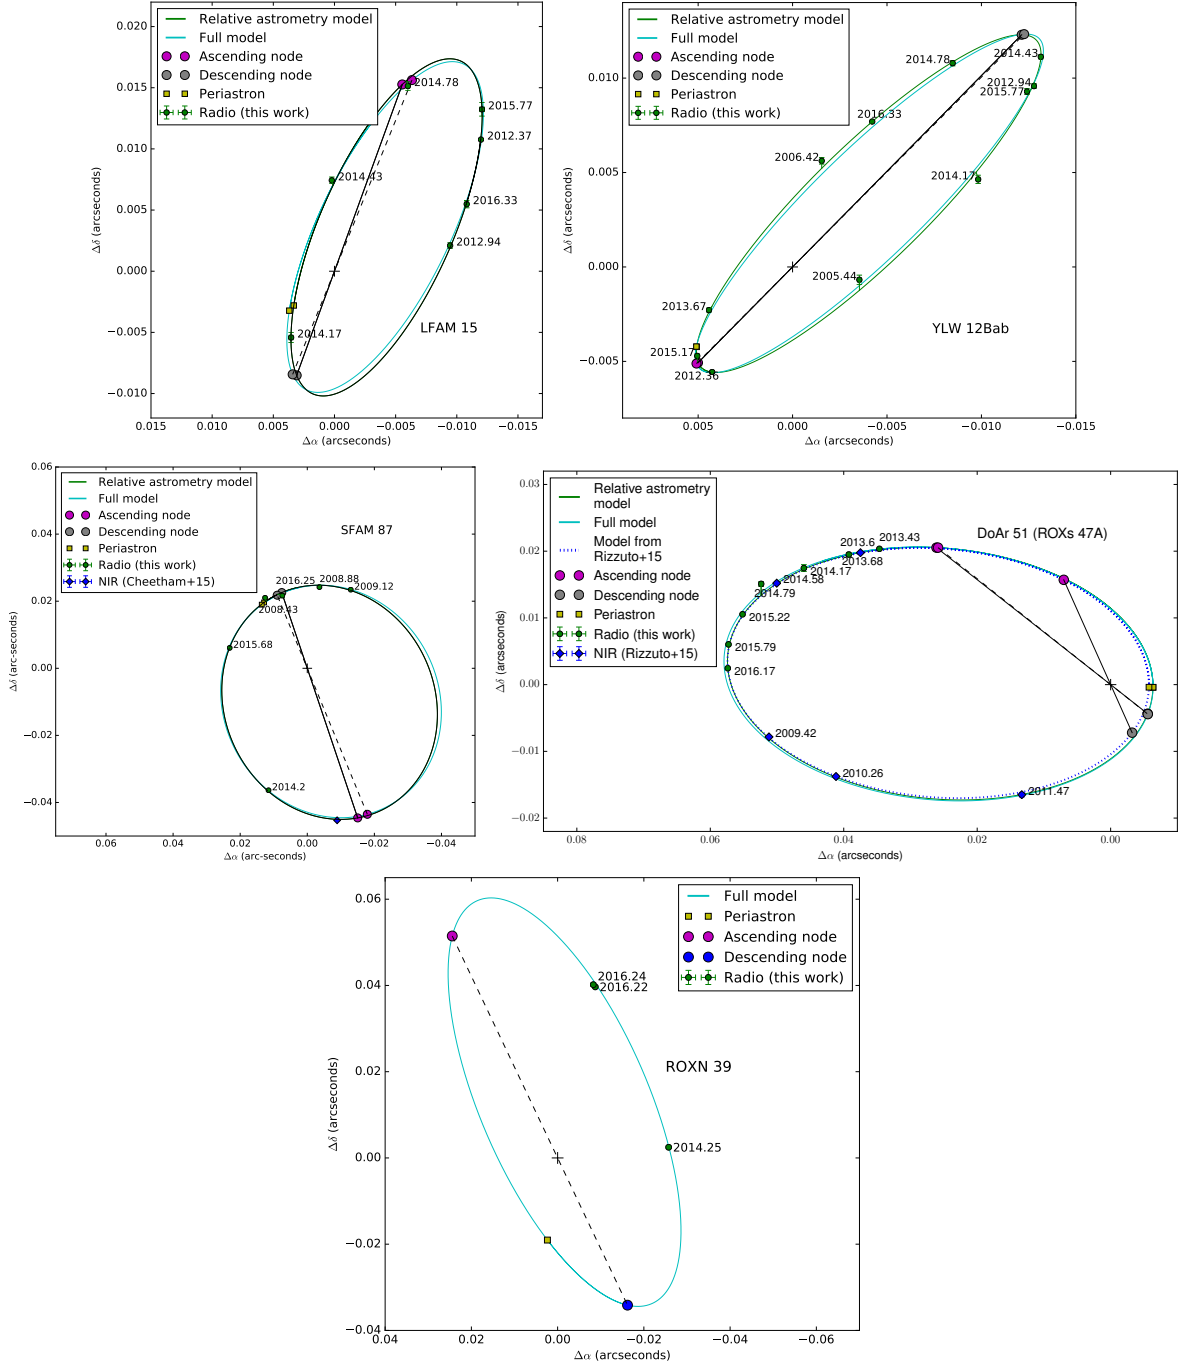 Relative astrometry model
Full model
Ascending node
Descending node
Periastron
Radio (this work)
0.020
0.015
0.010
0.005
0.000
−0.005
−0.010
Δδ (arcseconds)
2014.78
2015.77
2012.37
2014.43
2016.33
2012.94
2014.17
LFAM 15
0.015
0.010
0.005
0.000
−0.005
−0.010
−0.015
Δα (arcseconds)
Relative astrometry model
Full model
Ascending node
Descending node
Periastron
Radio (this work)
0.010
0.005
0.000
−0.005
Δδ (arcseconds)
2014.78
2014.43
2012.94
2015.77
2016.33
2006.42
2014.17
2005.44
2013.67
2015.17
2012.36
YLW 12Bab
0.005
0.000
−0.005
−0.010
−0.015
Δα (arcseconds)
Relative astrometry model
Full model
Ascending node
Descending node
Periastron
Radio (this work)
NIR (Cheetham+15)
0.06
0.04
0.02
0.00
−0.02
−0.04
Δδ (arc-seconds)
SFAM 87
2016.25
2008.88
2009.12
2008.43
2015.68
2014.2
0.06
0.04
0.02
0.00
−0.02
−0.04
Δα (arc-seconds)
Relative astrometry
model
Full model
Model from
Rizzuto+15
Ascending node
Descending node
Periastron
Radio (this work)
NIR (Rizzuto+15)
0.03
0.02
0.01
0.00
−0.01
−0.02
Δδ (arcseconds)
DoAr 51 (ROXs 47A)
2013.43
2013.6
2013.68
2014.17
2014.58
2014.79
2015.22
2015.79
2016.17
2009.42
2010.26
2011.47
0.08
0.06
0.04
0.02
0.00
Δα (arcseconds)
Full model
Periastron
Ascending node
Descending node
Radio (this work)
0.06
0.04
0.02
0.00
−0.02
−0.04
Δδ (arcseconds)
2016.24
2016.22
ROXN 39
2014.25
0.04
0.02
0.00
−0.02
−0.04
−0.06
Δα (arcseconds)